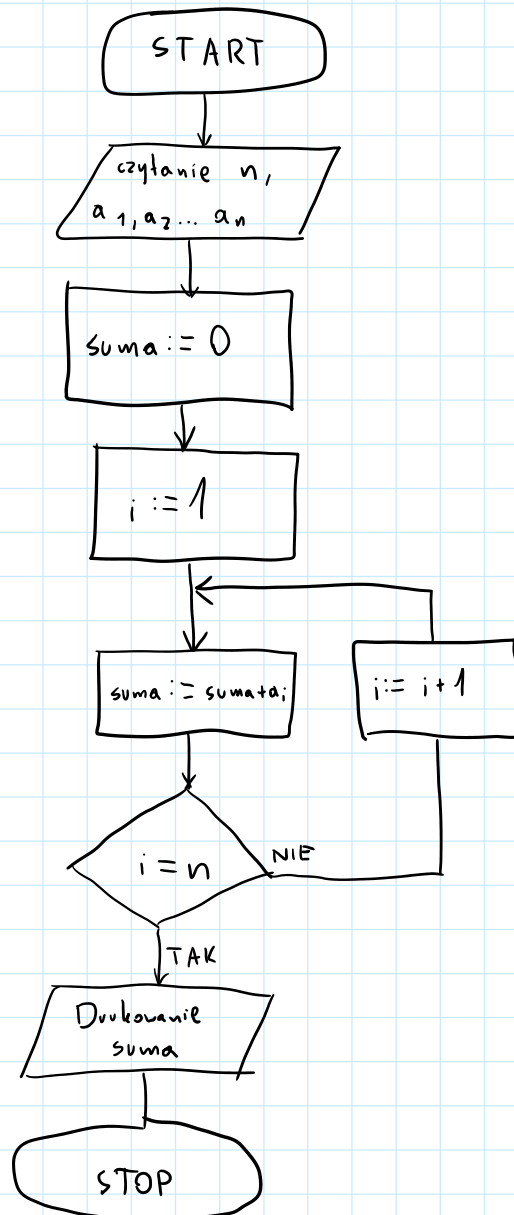 START
czytanie n,
a1, a2... an
suma := 0
i := 1
suma := suma+ai
i := i+1
i = n
NIE
TAK
Drukowanie
suma
STOP